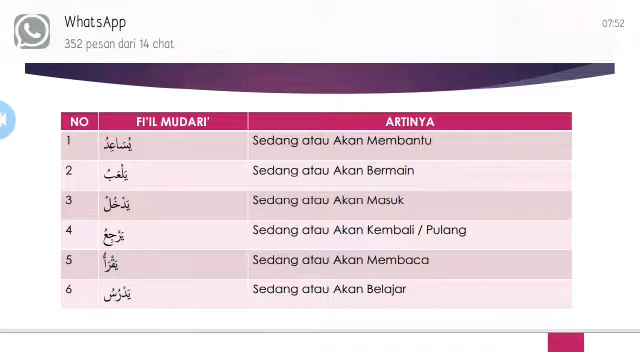 WhatsApp
07:52
352 pesan dari 14 chat
NO FI'IL MUDARI' ARTINYA
1 يُسَاعِدُ Sedang atau Akan Membantu
2 يَلْعَبُ Sedang atau Akan Bermain
3 يَدْخُلُ Sedang atau Akan Masuk
4 يَرْجِعُ Sedang atau Akan Kembali / Pulang
5 يَقْرَأُ Sedang atau Akan Membaca
6 يَدْرُسُ Sedang atau Akan Belajar